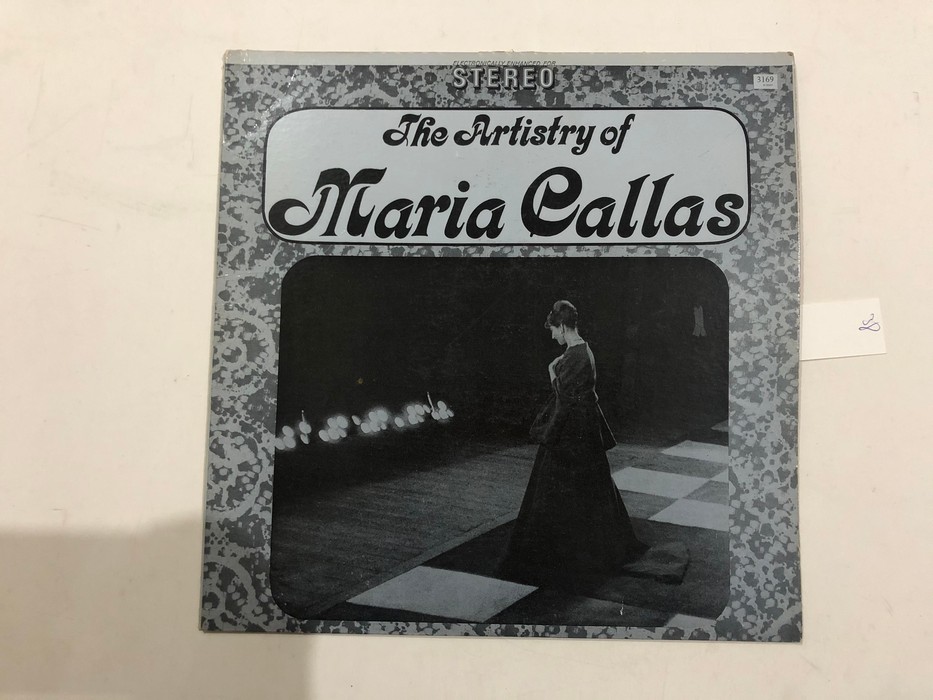 ELECTRONICALLY ENHANCED FOR
STEREO
3169
The Artistry of
Maria Callas